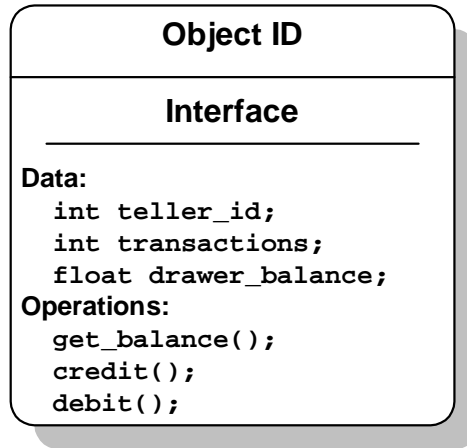 Object ID
Interface
Data:
int teller_id;
int transactions;
float drawer_balance;
Operations:
get_balance();
credit();
debit();